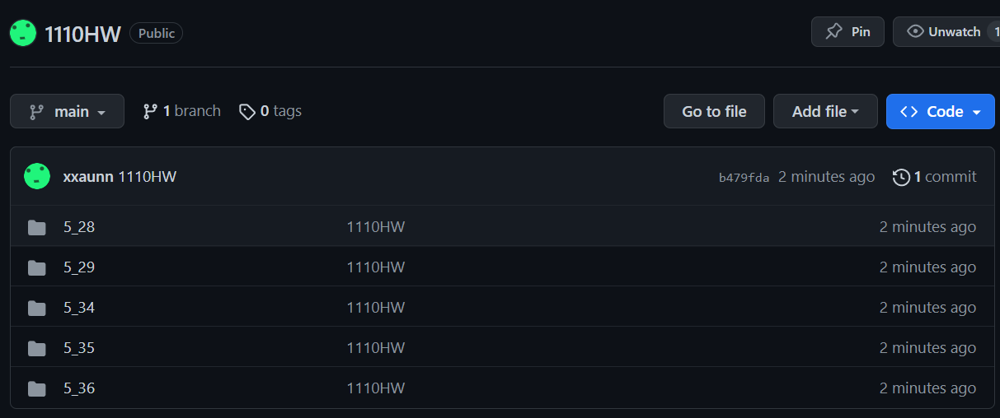 1110HW Public Pin Unwatch 1
main 1 branch 0 tags Go to file Add file Code
xxaunn 1110HW b479fda 2 minutes ago 1 commit
5_28 1110HW 2 minutes ago
5_29 1110HW 2 minutes ago
5_34 1110HW 2 minutes ago
5_35 1110HW 2 minutes ago
5_36 1110HW 2 minutes ago